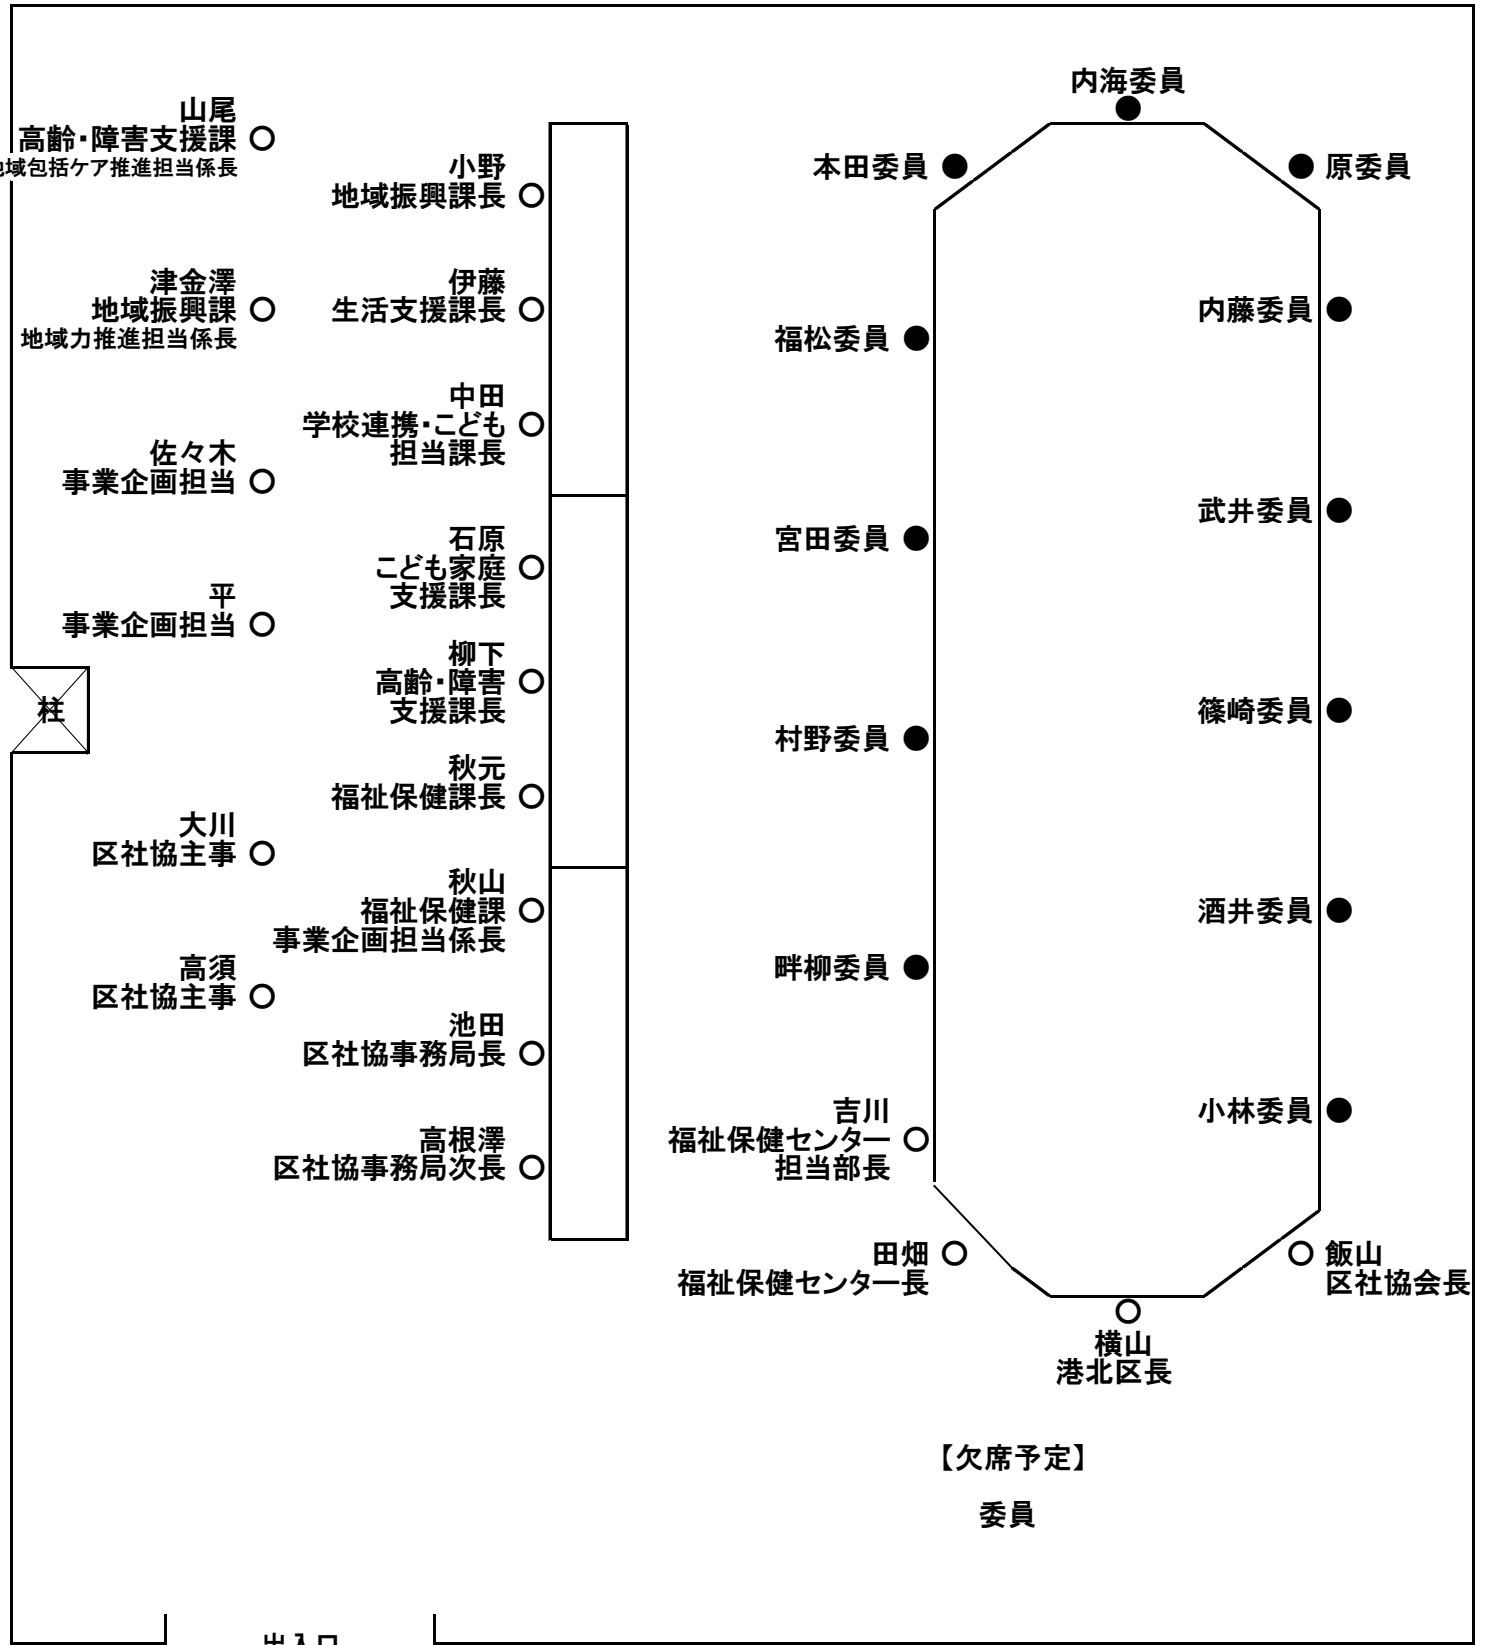 内海委員
本田委員
原委員
福松委員
内藤委員
宮田委員
武井委員
村野委員
篠崎委員
畔柳委員
酒井委員
小林委員
吉川
福祉保健センター
担当部長
田畑
福祉保健センター長
飯山
区社協会長
横山
港北区長
小野
地域振興課長
伊藤
生活支援課長
中田
学校連携・こども
担当課長
石原
こども家庭
支援課長
柳下
高齢・障害
支援課長
秋元
福祉保健課長
秋山
福祉保健課
事業企画担当係長
池田
区社協事務局長
高根澤
区社協事務局次長
山尾
高齢・障害支援課
域包括ケア推進担当係長
津金澤
地域振興課
地域力推進担当係長
佐々木
事業企画担当
平
事業企画担当
柱
大川
区社協主事
高須
区社協主事
【欠席予定】
委員
出入口